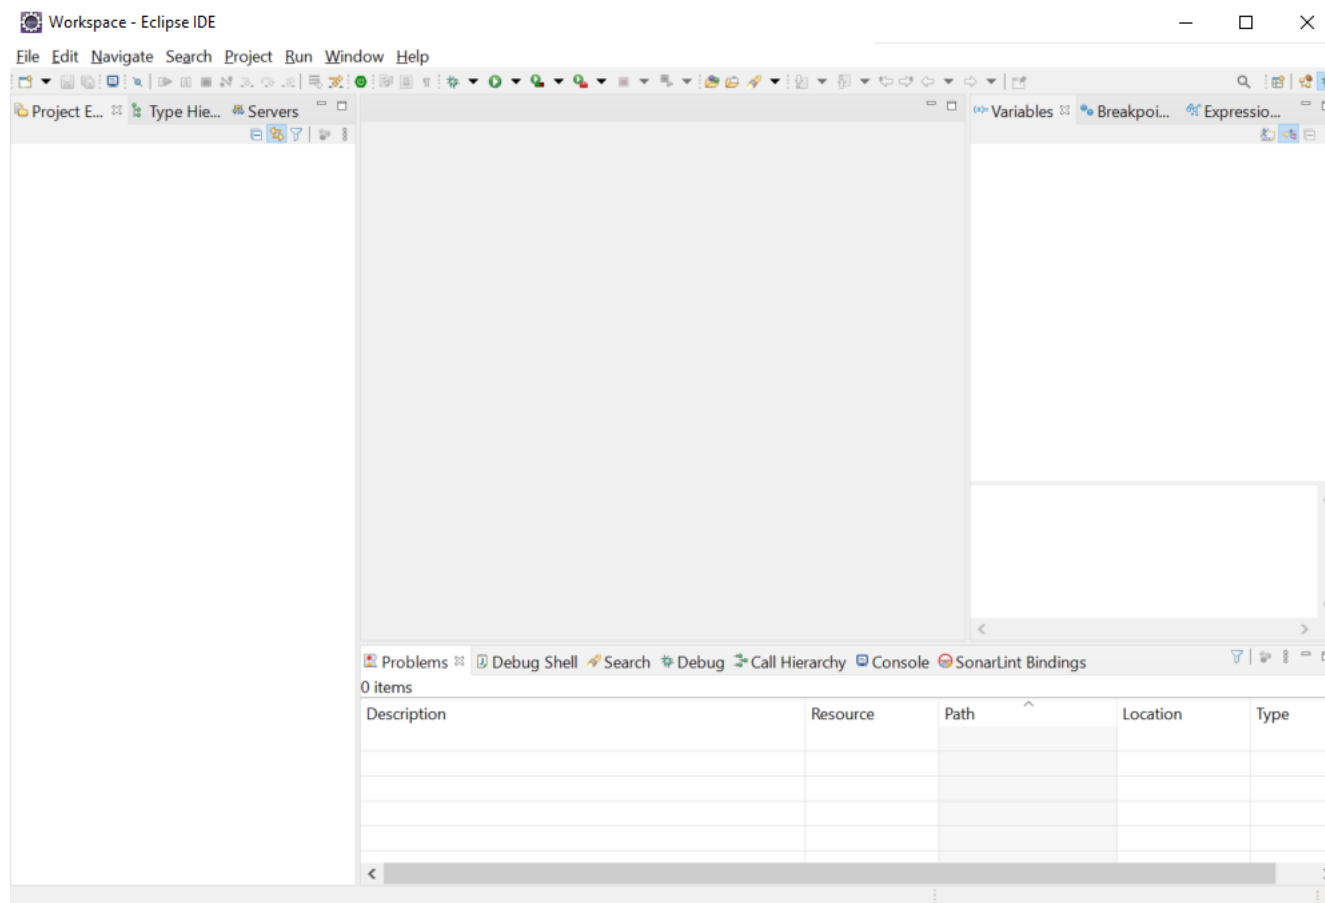 Workspace - Eclipse IDE
File Edit Navigate Search Project Run Window Help
Project E... Type Hie... Servers
Variables Breakpoi... Expressio...
Problems Debug Shell Search Debug Call Hierarchy Console SonarLint Bindings
0 items
Description Resource Path Location Type